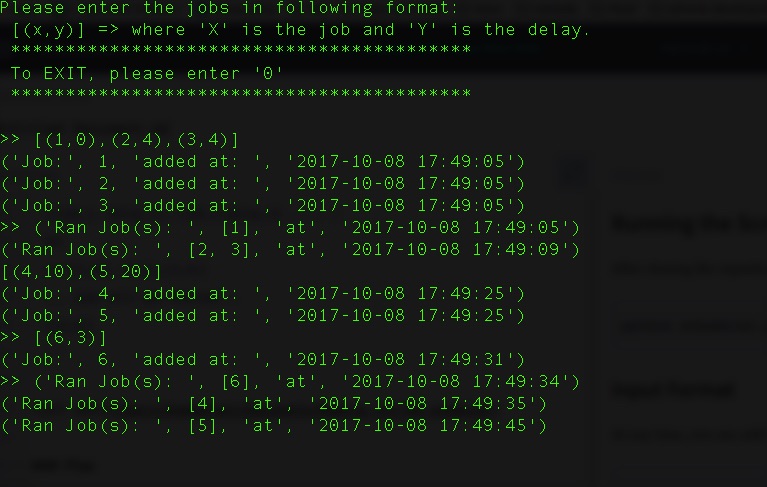 Please enter the jobs in following format:
[(x,y)] => where 'X' is the job and 'Y' is the delay.
******************************************
To EXIT, please enter '0'
******************************************
>> [(1,0),(2,4),(3,4)]
('Job:', 1, 'added at: ', '2017-10-08 17:49:05')
('Job:', 2, 'added at: ', '2017-10-08 17:49:05')
('Job:', 3, 'added at: ', '2017-10-08 17:49:05')
>> ('Ran Job(s): ', [1], 'at', '2017-10-08 17:49:05')
('Ran Job(s): ', [2, 3], 'at', '2017-10-08 17:49:09')
[(4,10),(5,20)]
('Job:', 4, 'added at: ', '2017-10-08 17:49:25')
('Job:', 5, 'added at: ', '2017-10-08 17:49:25')
>> [(6,3)]
('Job:', 6, 'added at: ', '2017-10-08 17:49:31')
>> ('Ran Job(s): ', [6], 'at', '2017-10-08 17:49:34')
('Ran Job(s): ', [4], 'at', '2017-10-08 17:49:35')
('Ran Job(s): ', [5], 'at', '2017-10-08 17:49:45')